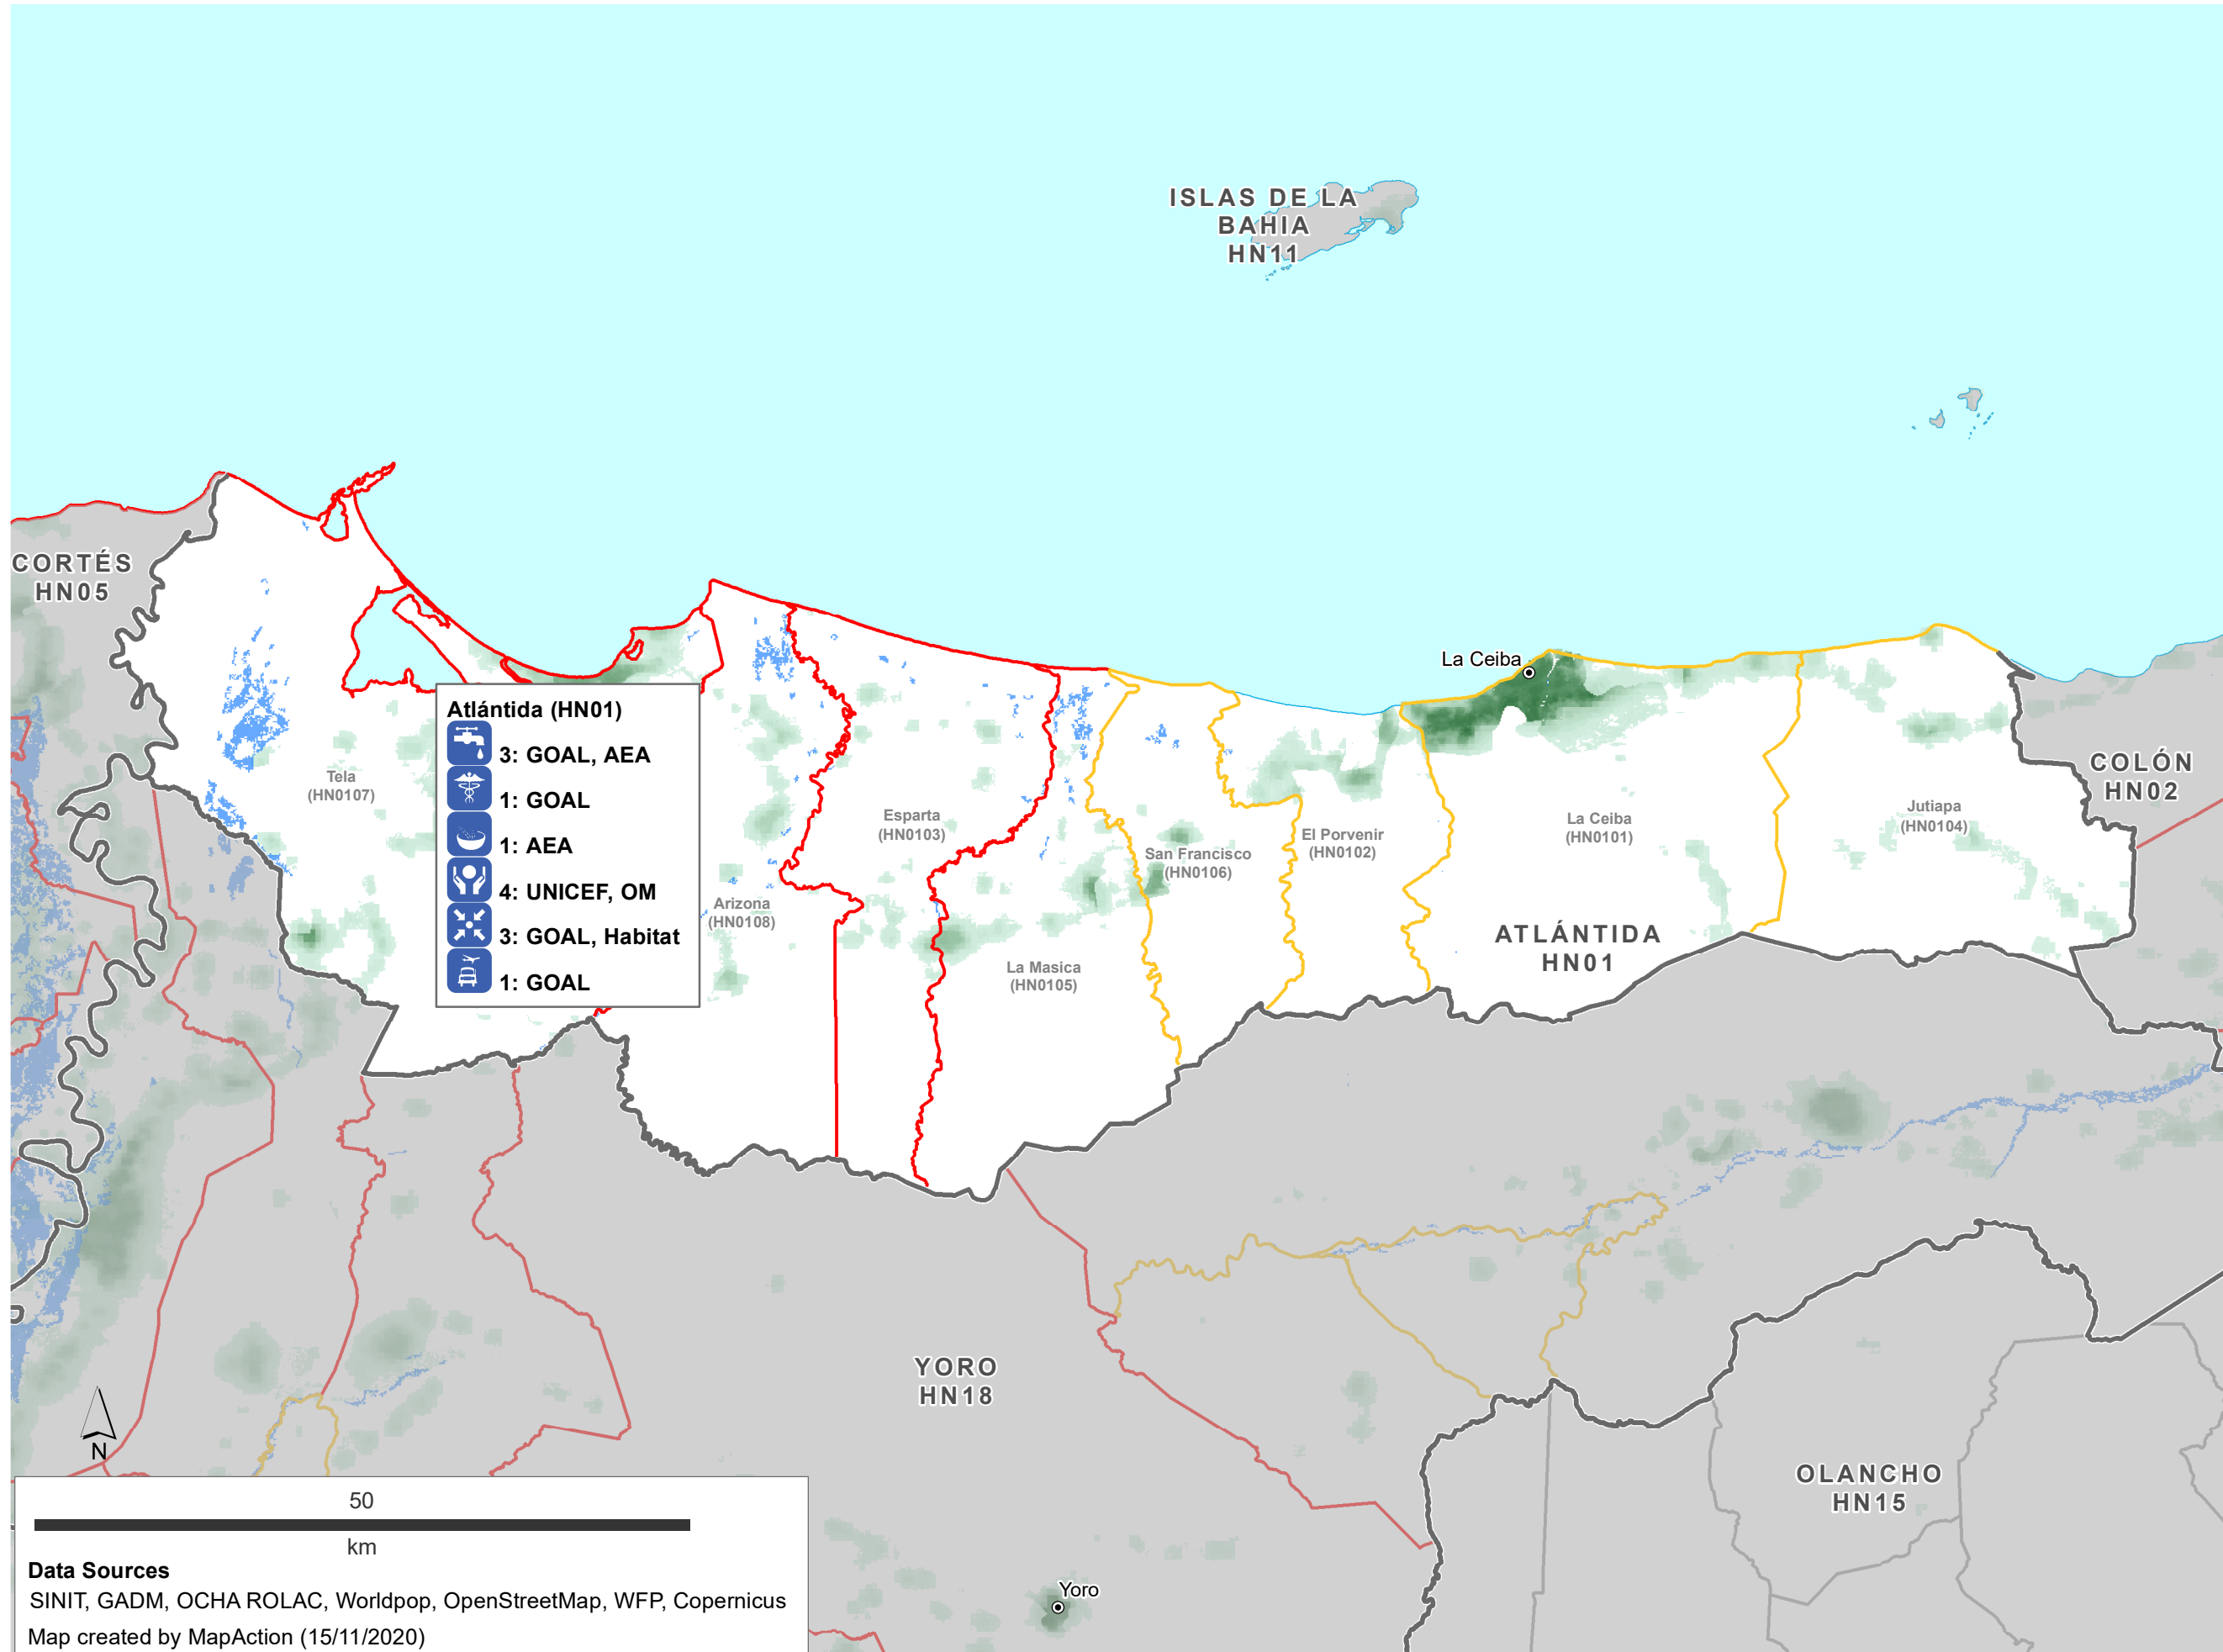 ISLAS DE LA
BAHIA
HN11
CORTÉS
HN05
La Ceiba
Atlántida (HN01)
3: GOAL, AEA
1: GOAL
1: AEA
4: UNICEF, OM
3: GOAL, Habitat
1: GOAL
Tela
(HN0107)
Arizona
(HN0108)
Esparta
(HN0103)
La Masica
(HN0105)
San Francisco
(HN0106)
El Porvenir
(HN0102)
La Ceiba
(HN0101)
Jutiapa
(HN0104)
COLÓN
HN02
ATLÁNTIDA
HN01
YORO
HN18
OLANCHO
HN15
Yoro
N
50
km
Data Sources
SINIT, GADM, OCHA ROLAC, Worldpop, OpenStreetMap, WFP, Copernicus
Map created by MapAction (15/11/2020)